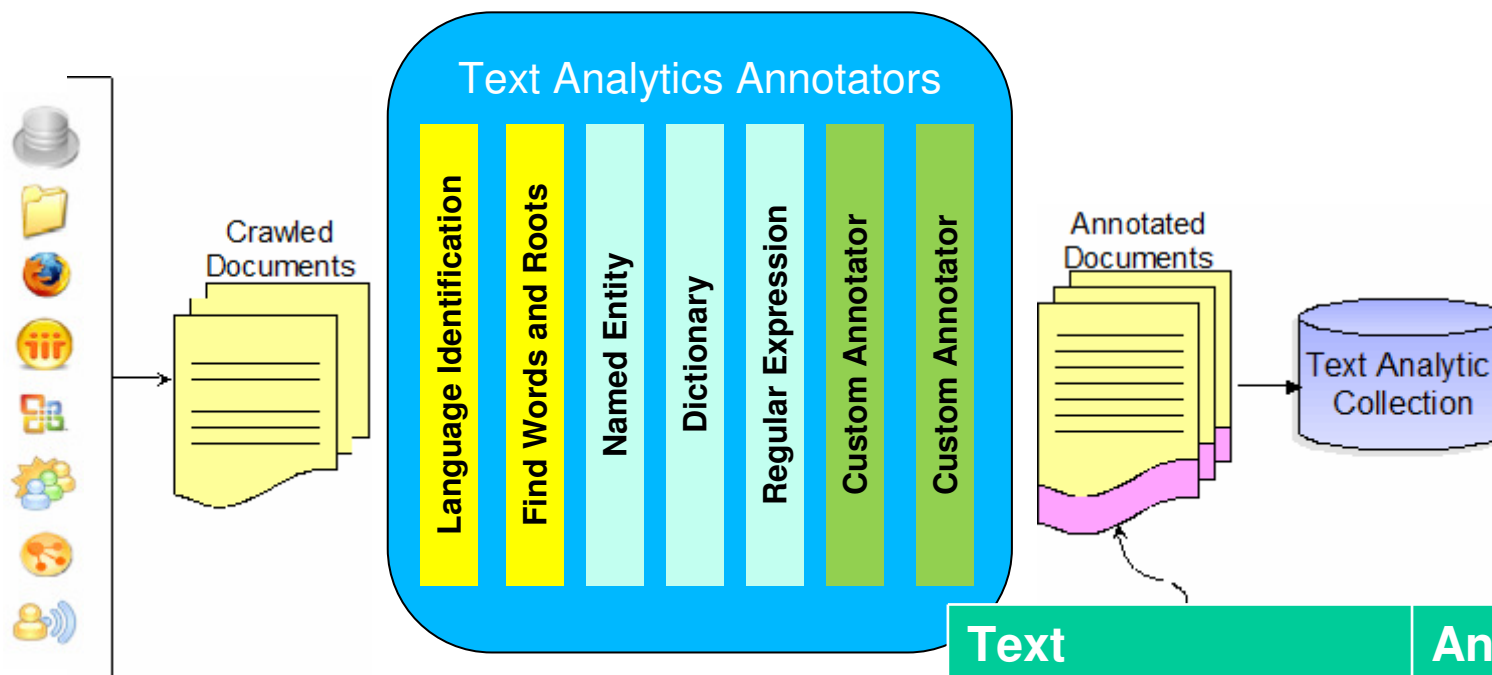 Text Analytics Annotators
Crawled
Documents
Language Identification
Find Words and Roots
Named Entity
Dictionary
Regular Expression
Custom Annotator
Custom Annotator
Annotated
Documents
Text Analytic
Collection
Text
An